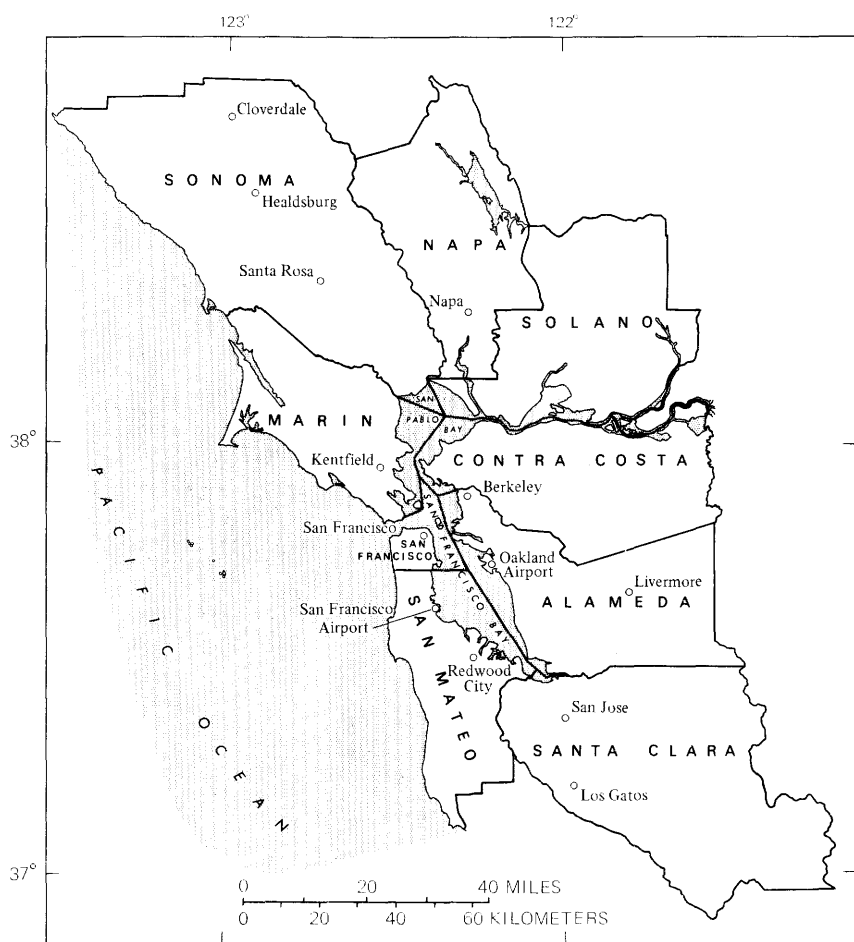 123°
122°
Cloverdale
SONOMA
Healdsburg
NAPA
Santa Rosa
Napa
SOLANO
SAN
PABLO
BAY
MARIN
38°
Kentfield
CONTRA COSTA
Berkeley
PACIFIC OCEAN
San Francisco
SAN FRANCISCO BAY
SAN
FRANCISCO
Oakland
Airport
Livermore
ALAMEDA
San Francisco
Airport
SAN MATEO
Redwood
City
San Jose
SANTA CLARA
Los Gatos
37°
0 20 40 MILES
0 20 40 60 KILOMETERS